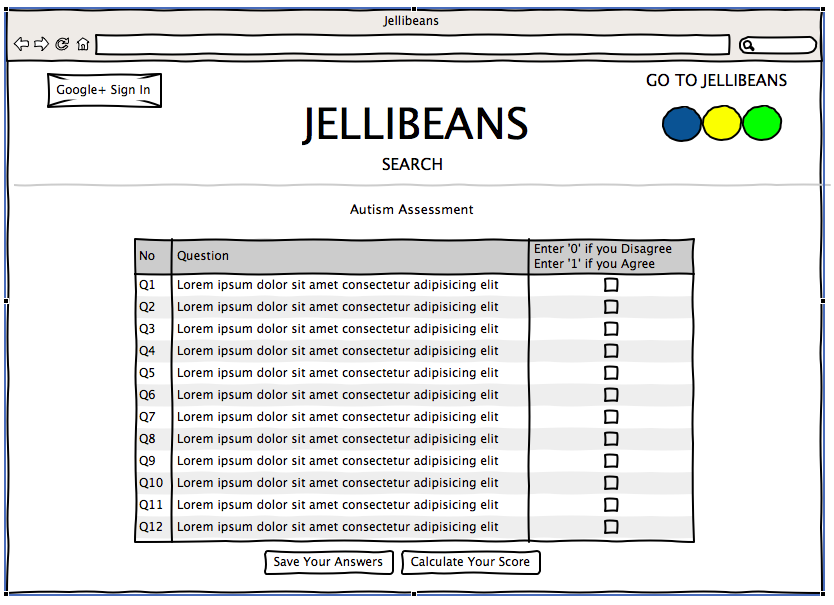 Jellibeans
Google+ Sign In
GO TO JELLIBEANS
JELLIBEANS
SEARCH
Autism Assessment
No Question Enter '0' if you Disagree
Enter '1' if you Agree
Q1 Lorem ipsum dolor sit amet consectetur adipisicing elit
Q2 Lorem ipsum dolor sit amet consectetur adipisicing elit
Q3 Lorem ipsum dolor sit amet consectetur adipisicing elit
Q4 Lorem ipsum dolor sit amet consectetur adipisicing elit
Q5 Lorem ipsum dolor sit amet consectetur adipisicing elit
Q6 Lorem ipsum dolor sit amet consectetur adipisicing elit
Q7 Lorem ipsum dolor sit amet consectetur adipisicing elit
Q8 Lorem ipsum dolor sit amet consectetur adipisicing elit
Q9 Lorem ipsum dolor sit amet consectetur adipisicing elit
Q10 Lorem ipsum dolor sit amet consectetur adipisicing elit
Q11 Lorem ipsum dolor sit amet consectetur adipisicing elit
Q12 Lorem ipsum dolor sit amet consectetur adipisicing elit
Save Your Answers Calculate Your Score